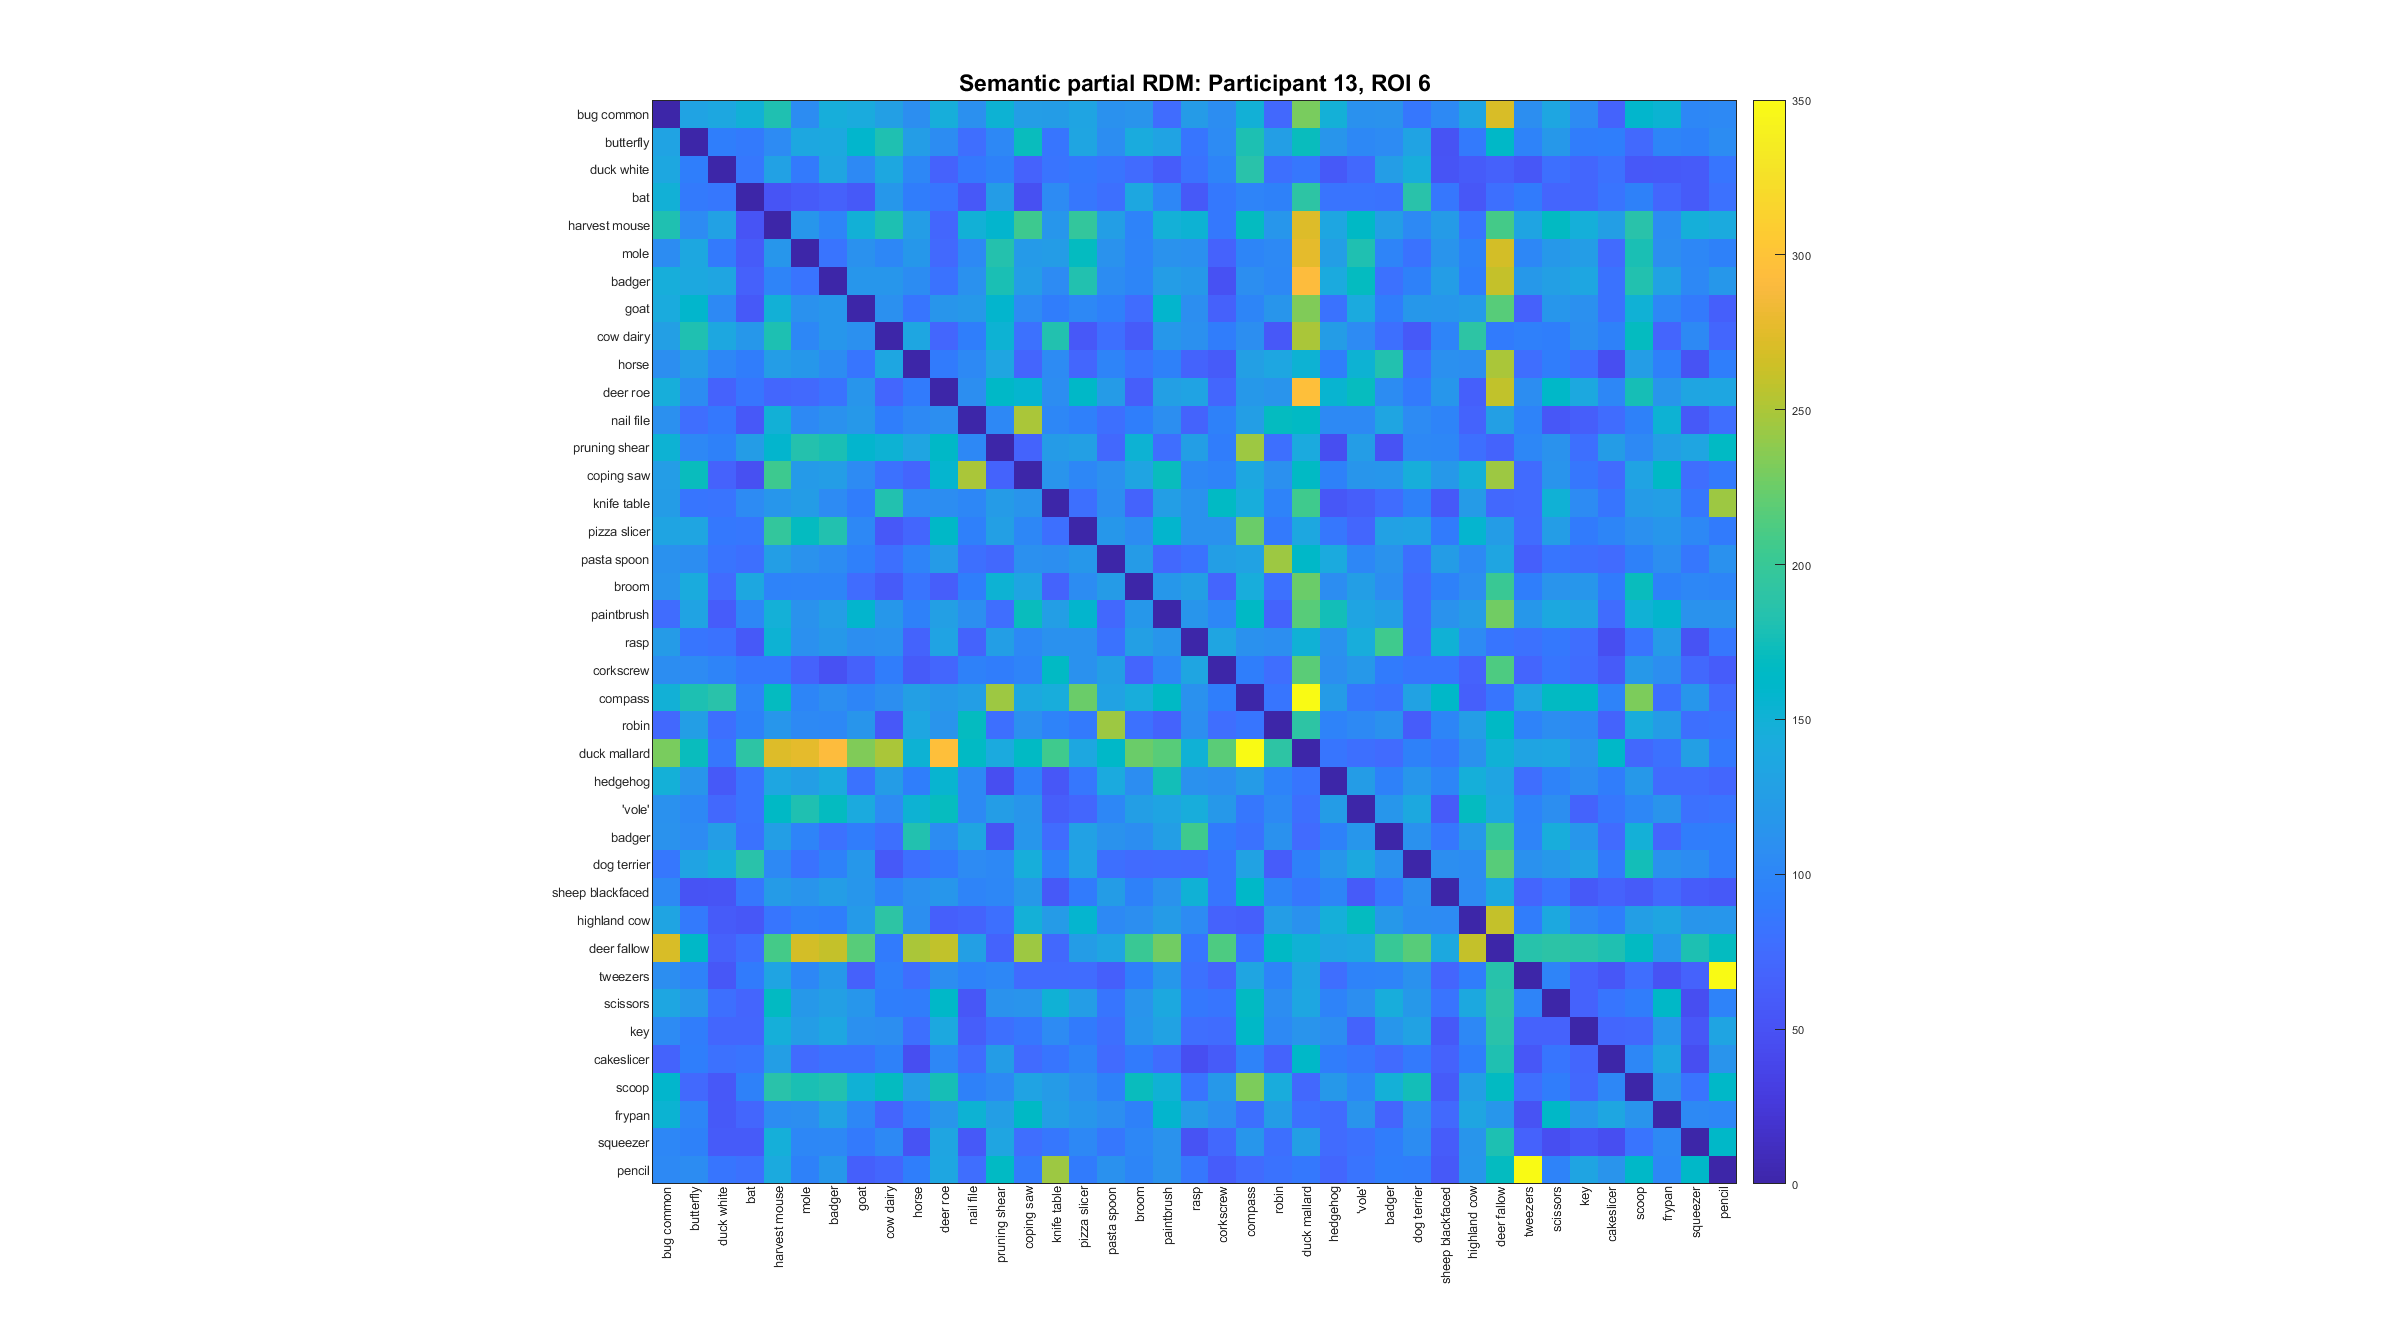 Semantic partial RDM: Participant 13, ROI 6
bug common
butterfly
duck white
bat
harvest mouse
mole
badger
goat
cow dairy
horse
deer roe
nail file
pruning shear
coping saw
knife table
pizza slicer
pasta spoon
broom
paintbrush
rasp
corkscrew
compass
robin
duck mallard
hedgehog
'vole'
badger
dog terrier
sheep blackfaced
highland cow
deer fallow
tweezers
scissors
key
cakeslicer
scoop
frypan
squeezer
pencil
bug common
butterfly
duck white
bat
harvest mouse
mole
badger
goat
cow dairy
horse
deer roe
nail file
pruning shear
coping saw
knife table
pizza slicer
pasta spoon
broom
paintbrush
rasp
corkscrew
compass
robin
duck mallard
hedgehog
'vole'
badger
dog terrier
sheep blackfaced
highland cow
deer fallow
tweezers
scissors
key
cakeslicer
scoop
frypan
squeezer
pencil
350
300
250
200
150
100
50
0